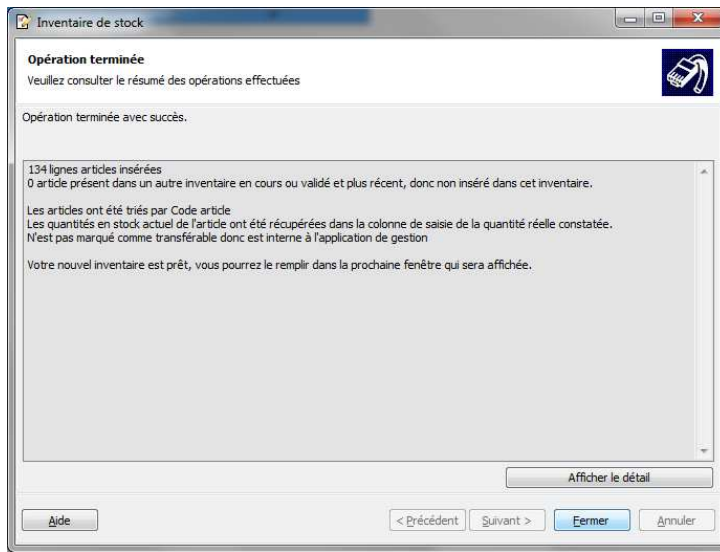 Inventaire de stock
Opération terminée
Veuillez consulter le résumé des opérations effectuées
Opération terminée avec succès.
134 lignes articles insérées
0 article présent dans un autre inventaire en cours ou validé et plus récent, donc non inséré dans cet inventaire.
Les articles ont été triés par Code article
Les quantités en stock actuel de l'article ont été récupérées dans la colonne de saisie de la quantité réelle constatée.
N'est pas marqué comme transférable donc est interne à l'application de gestion
Votre nouvel inventaire est prêt, vous pourrez le remplir dans la prochaine fenêtre qui sera affichée.
Afficher le détail
Aide
< Précédent
Suivant >
Fermer
Annuler